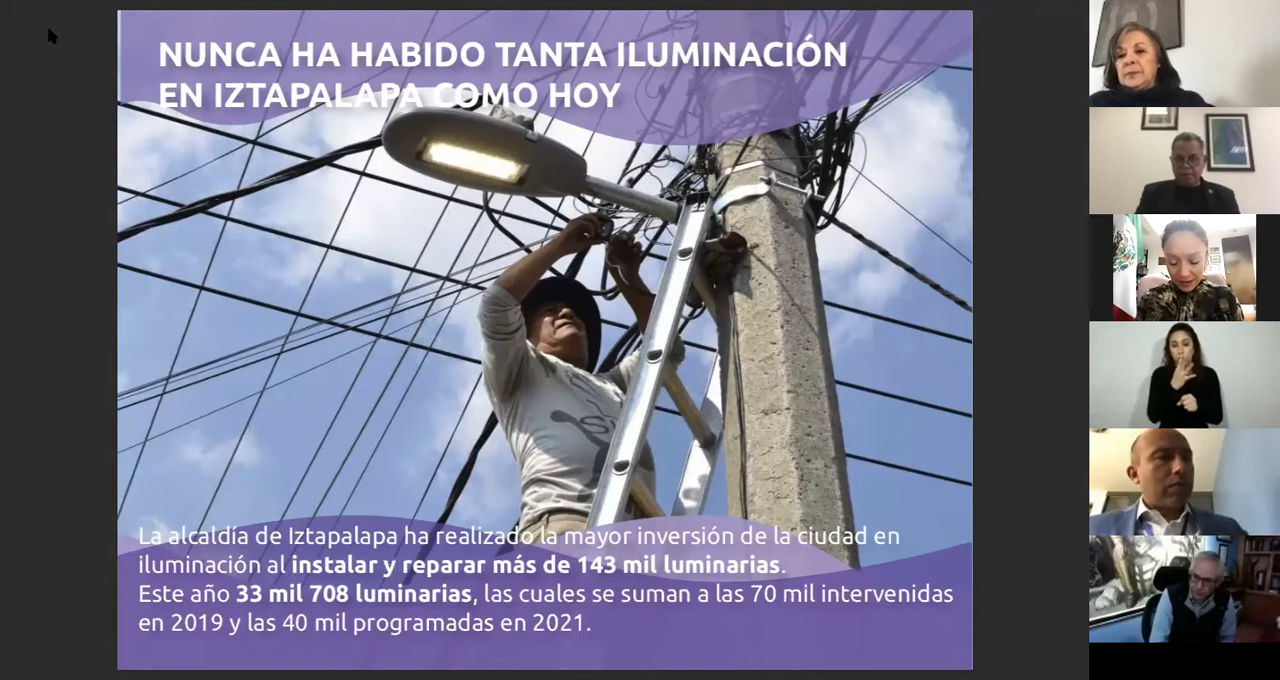 NUNCA HA HABIDO TANTA ILUMINACIÓN
EN IZTAPALAPA COMO HOY
La alcaldía de Iztapalapa ha realizado la mayor inversión de la ciudad en
iluminación al instalar y reparar más de 143 mil luminarias.
Este año 33 mil 708 luminarias, las cuales se suman a las 70 mil intervenidas
en 2019 y las 40 mil programadas en 2021.